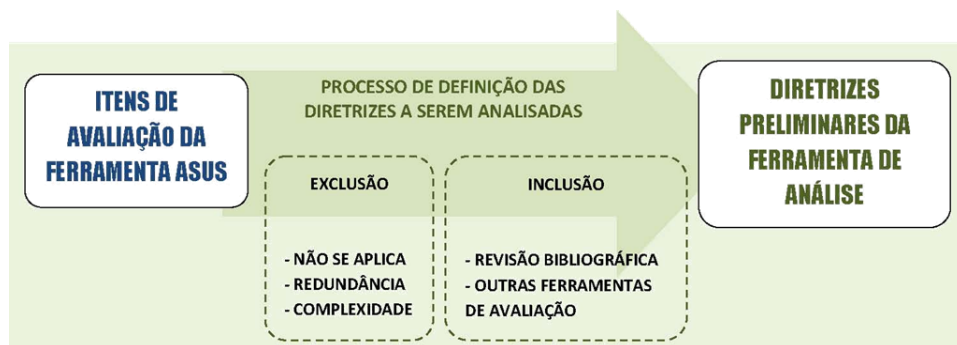 ITENS DE
AVALIAÇÃO DA
FERRAMENTA ASUS
PROCESSO DE DEFINIÇÃO DAS
DIRETRIZES A SEREM ANALISADAS
EXCLUSÃO
- NÃO SE APLICA
- REDUNDÂNCIA
- COMPLEXIDADE
INCLUSÃO
- REVISÃO BIBLIOGRÁFICA
- OUTRAS FERRAMENTAS
DE AVALIAÇÃO
DIRETRIZES
PRELIMINARES DA
FERRAMENTA DE
ANÁLISE